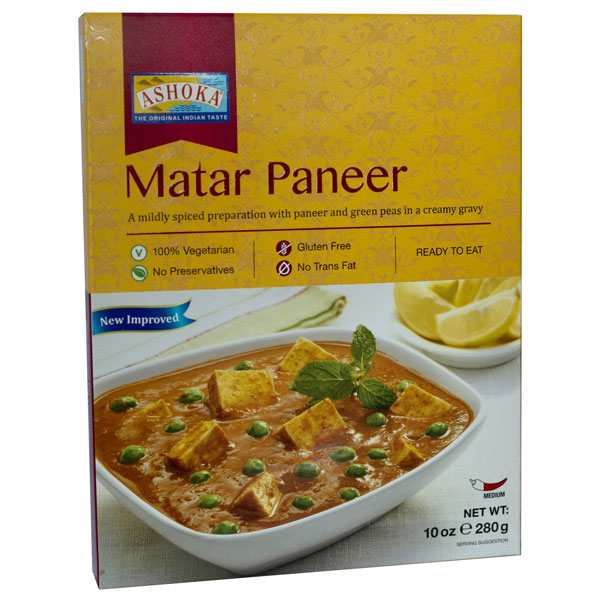 ASHOKA®
THE ORIGINAL INDIAN TASTE
Matar Paneer
A mildly spiced preparation with paneer and green peas in a creamy gravy
V 100% Vegetarian
No Preservatives
Gluten Free
No Trans Fat
READY TO EAT
New Improved
MEDIUM
NET WT:
10 oz ℮ 280 g
SERVING SUGGESTION